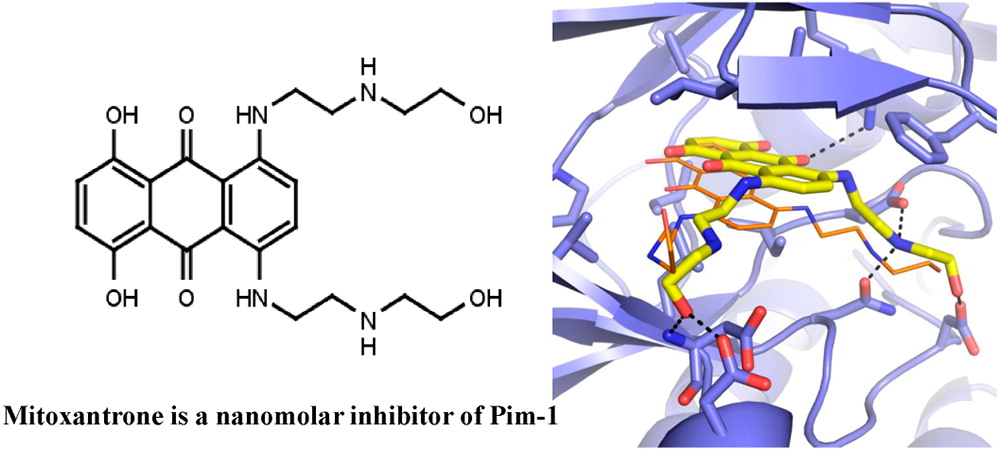 H
N
OH
O
HN
OH
OH
O
HN
OH
N
H
Mitoxantrone is a nanomolar inhibitor of Pim-1